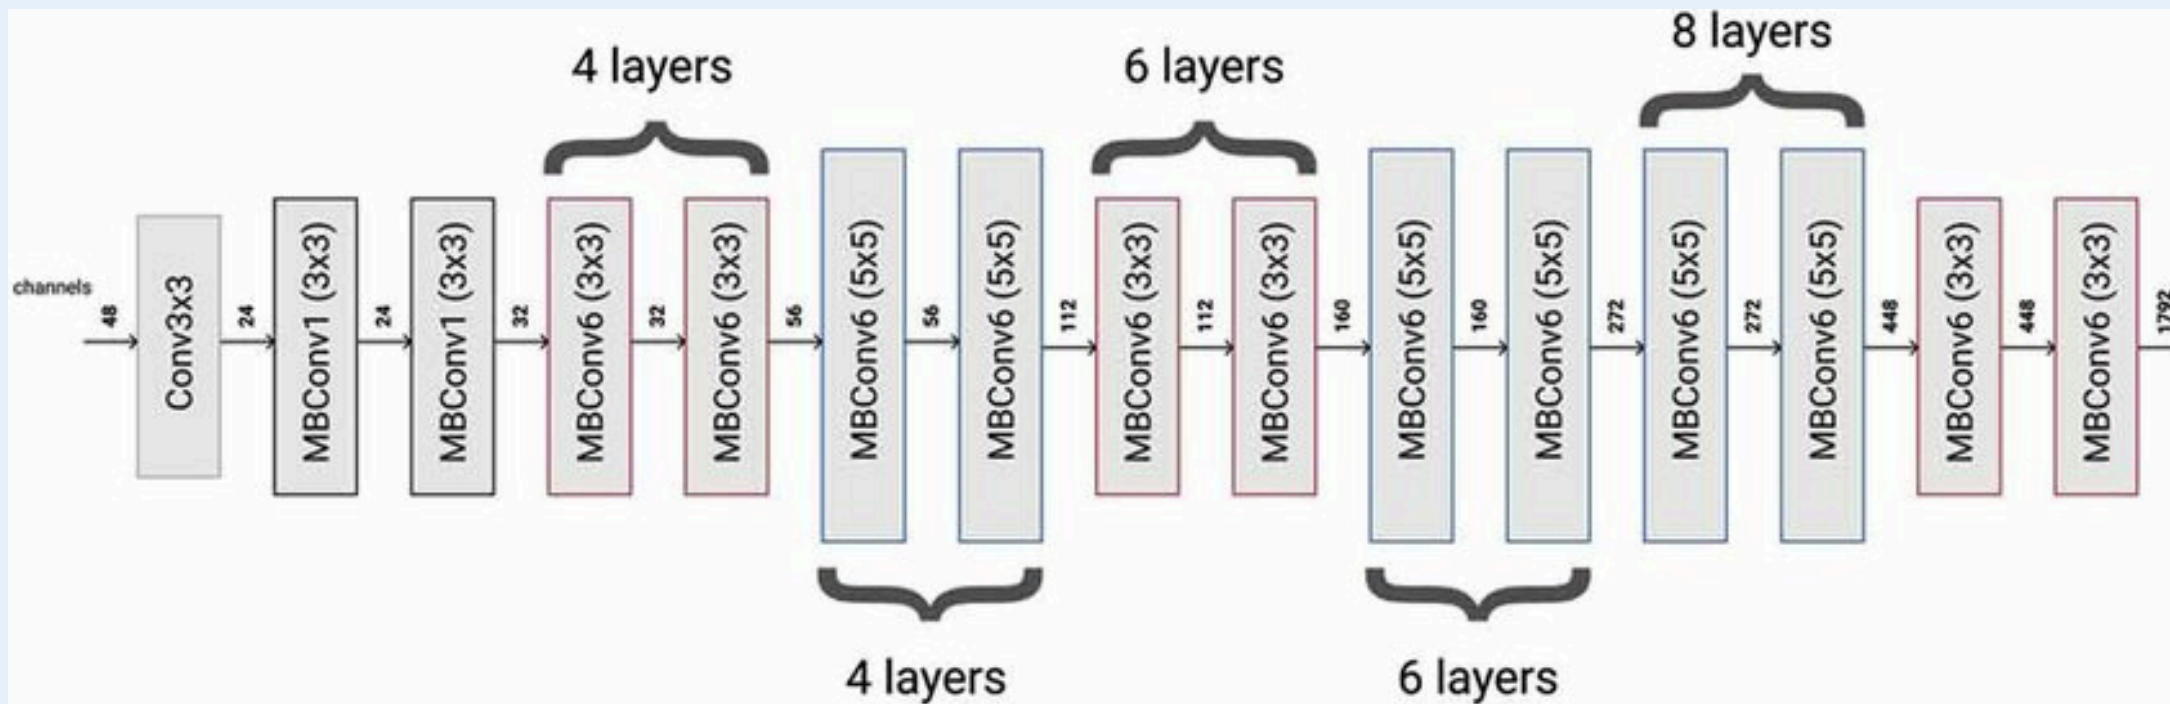 8 layers
4 layers
6 layers
channels
48
Conv3x3
24
MBConv1 (3x3)
24
MBConv1 (3x3)
32
MBConv6 (3x3)
32
MBConv6 (3x3)
56
MBConv6 (5x5)
56
MBConv6 (5x5)
112
MBConv6 (3x3)
112
MBConv6 (3x3)
160
MBConv6 (5x5)
160
MBConv6 (5x5)
272
MBConv6 (5x5)
272
MBConv6 (5x5)
448
MBConv6 (3x3)
448
MBConv6 (3x3)
1792
4 layers
6 layers